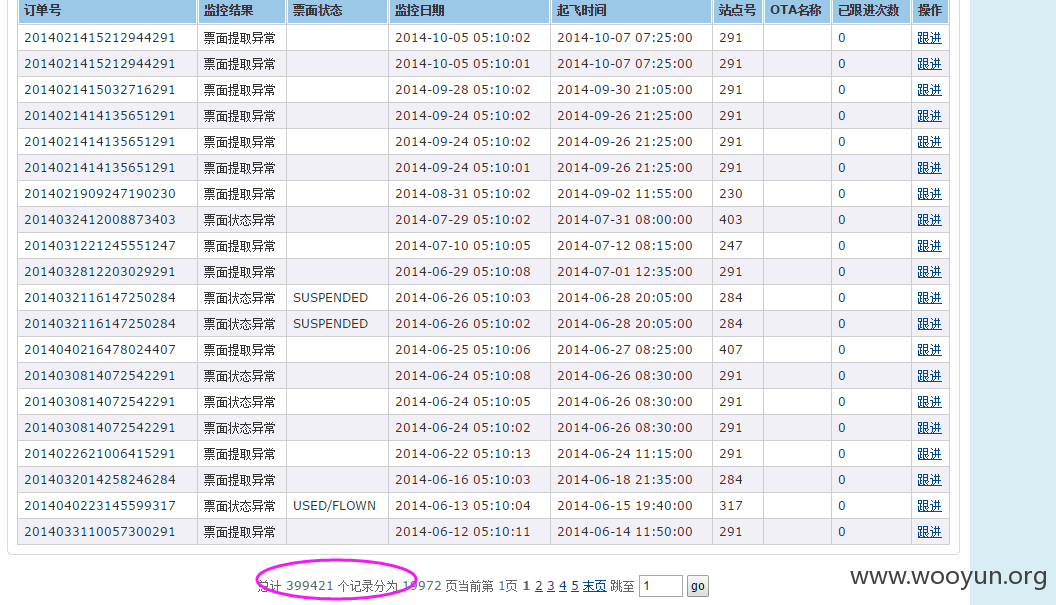 订单号 监控结果 票面状态 监控日期 起飞时间 站点号 OTA名称 已跟进次数 操作
2014021415212944291 票面提取异常 2014-10-05 05:10:02 2014-10-07 07:25:00 291 0 跟进
2014021415212944291 票面提取异常 2014-10-05 05:10:01 2014-10-07 07:25:00 291 0 跟进
2014021415032716291 票面提取异常 2014-09-28 05:10:02 2014-09-30 21:05:00 291 0 跟进
2014021414135651291 票面提取异常 2014-09-24 05:10:02 2014-09-26 21:25:00 291 0 跟进
2014021414135651291 票面提取异常 2014-09-24 05:10:02 2014-09-26 21:25:00 291 0 跟进
2014021414135651291 票面提取异常 2014-09-24 05:10:01 2014-09-26 21:25:00 291 0 跟进
2014021909247190230 票面提取异常 2014-08-31 05:10:02 2014-09-02 11:55:00 230 0 跟进
2014032412008873403 票面状态异常 2014-07-29 05:10:02 2014-07-31 08:00:00 403 0 跟进
2014031221245551247 票面提取异常 2014-07-10 05:10:05 2014-07-12 08:15:00 247 0 跟进
2014032812203029291 票面提取异常 2014-06-29 05:10:08 2014-07-01 12:35:00 291 0 跟进
2014032116147250284 票面状态异常 SUSPENDED 2014-06-26 05:10:03 2014-06-28 20:05:00 284 0 跟进
2014032116147250284 票面状态异常 SUSPENDED 2014-06-26 05:10:02 2014-06-28 20:05:00 284 0 跟进
2014040216478024407 票面提取异常 2014-06-25 05:10:06 2014-06-27 08:25:00 407 0 跟进
2014030814072542291 票面状态异常 2014-06-24 05:10:08 2014-06-26 08:30:00 291 0 跟进
2014030814072542291 票面状态异常 2014-06-24 05:10:05 2014-06-26 08:30:00 291 0 跟进
2014030814072542291 票面状态异常 2014-06-24 05:10:02 2014-06-26 08:30:00 291 0 跟进
2014022621006415291 票面提取异常 2014-06-22 05:10:13 2014-06-24 11:15:00 291 0 跟进
2014032014258246284 票面提取异常 2014-06-16 05:10:03 2014-06-18 21:35:00 284 0 跟进
2014040223145599317 票面状态异常 USED/FLOWN 2014-06-13 05:10:04 2014-06-15 19:40:00 317 0 跟进
2014033110057300291 票面提取异常 2014-06-12 05:10:11 2014-06-14 11:50:00 291 0 跟进
总计 399421 个记录分为 19972 页当前第 1页 1 2 3 4 5 末页 跳至 1 go
www.wooyun.org